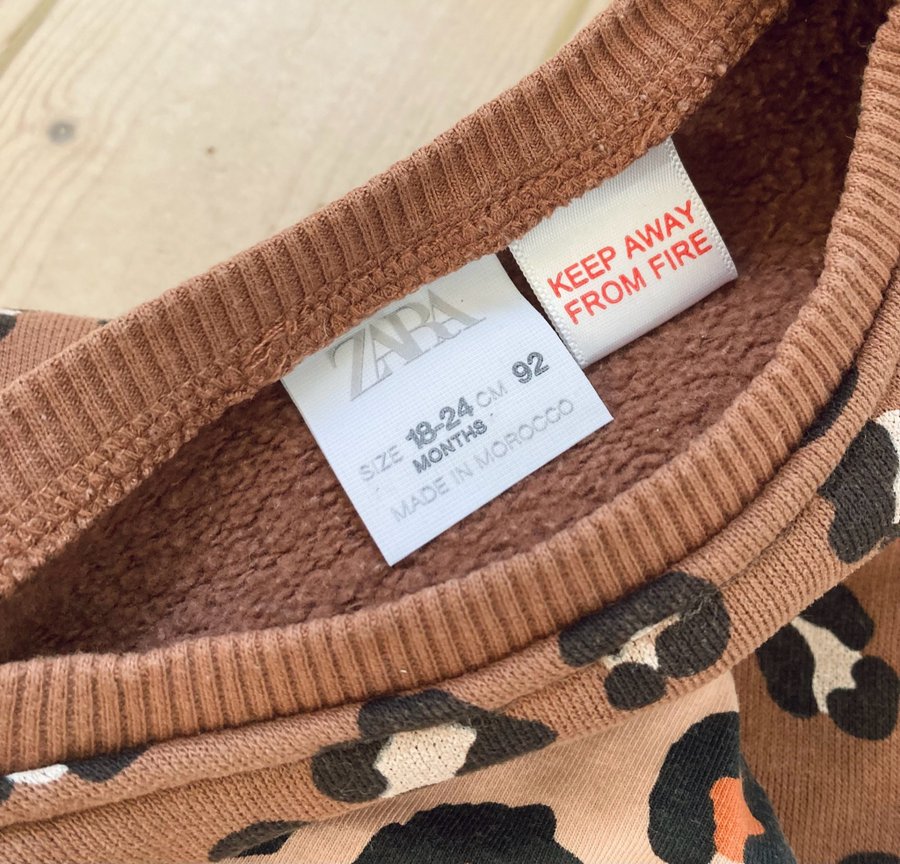 ZARA
SIZE 18-24 CM 92
MONTHS
MADE IN MOROCCO
KEEP AWAY
FROM FIRE